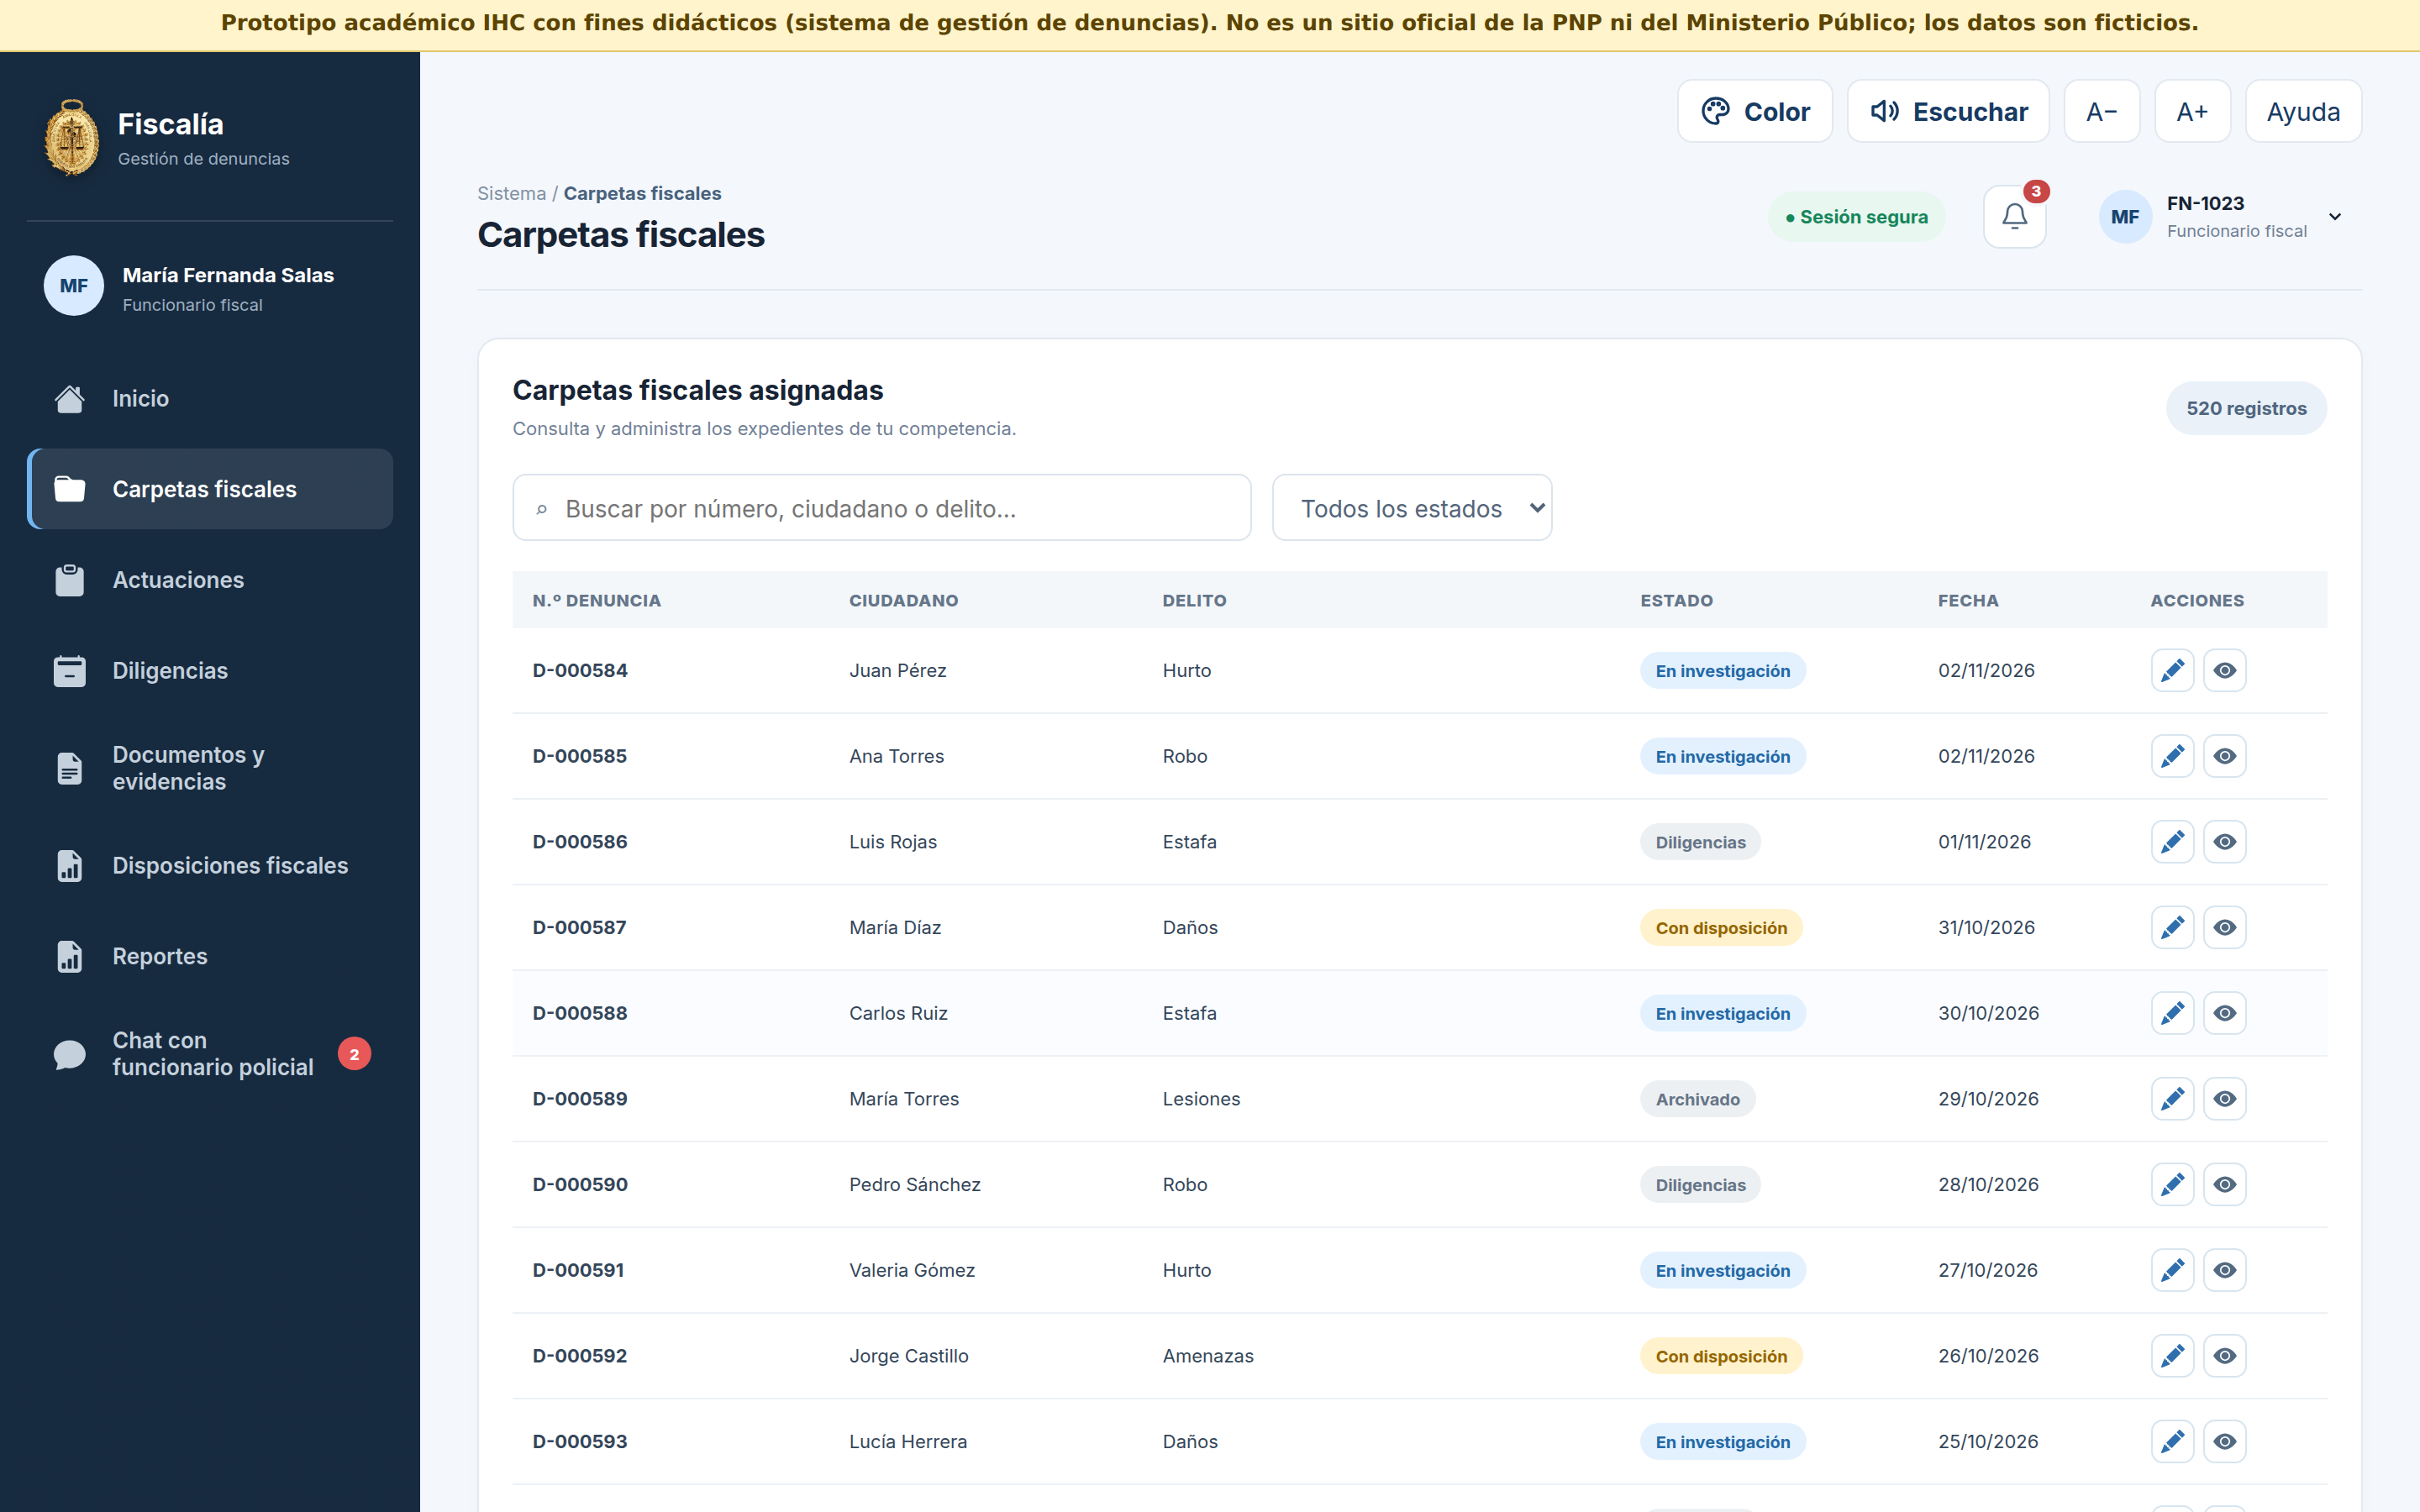 Prototipo académico IHC con fines didácticos (sistema de gestión de denuncias). No es un sitio oficial de la PNP ni del Ministerio Público; los datos son ficticios.
Fiscalía
Gestión de denuncias
MF
María Fernanda Salas
Funcionario fiscal
Inicio
Carpetas fiscales
Actuaciones
Diligencias
Documentos y
evidencias
Disposiciones fiscales
Reportes
Chat con
funcionario policial
2
Color
Escuchar
A−
A+
Ayuda
Sistema / Carpetas fiscales
Carpetas fiscales
● Sesión segura
3
MF
FN-1023
Funcionario fiscal
Carpetas fiscales asignadas
Consulta y administra los expedientes de tu competencia.
520 registros
⌕ Buscar por número, ciudadano o delito...
Todos los estados
N.º DENUNCIA CIUDADANO DELITO ESTADO FECHA ACCIONES
D-000584 Juan Pérez Hurto En investigación 02/11/2026
D-000585 Ana Torres Robo En investigación 02/11/2026
D-000586 Luis Rojas Estafa Diligencias 01/11/2026
D-000587 María Díaz Daños Con disposición 31/10/2026
D-000588 Carlos Ruiz Estafa En investigación 30/10/2026
D-000589 María Torres Lesiones Archivado 29/10/2026
D-000590 Pedro Sánchez Robo Diligencias 28/10/2026
D-000591 Valeria Gómez Hurto En investigación 27/10/2026
D-000592 Jorge Castillo Amenazas Con disposición 26/10/2026
D-000593 Lucía Herrera Daños En investigación 25/10/2026